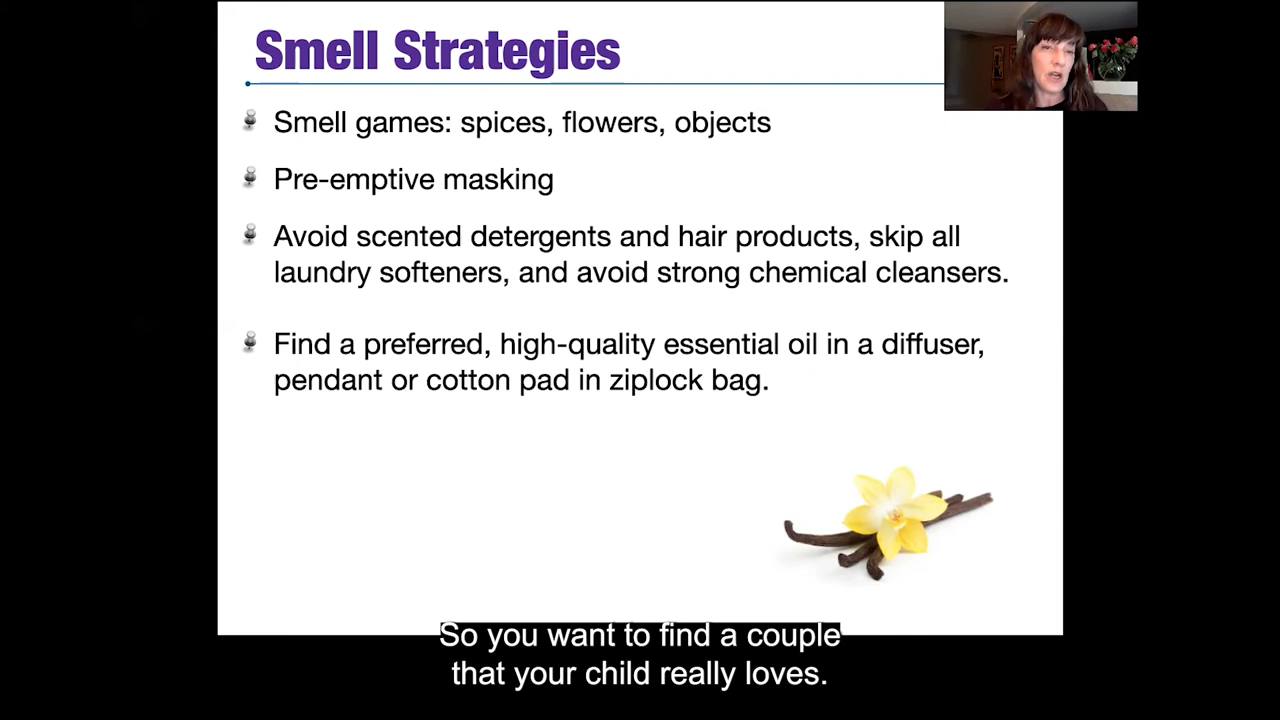 Smell Strategies
Smell games: spices, flowers, objects
Pre-emptive masking
Avoid scented detergents and hair products, skip all
laundry softeners, and avoid strong chemical cleansers.
Find a preferred, high-quality essential oil in a diffuser,
pendant or cotton pad in ziplock bag.
So you want to find a couple
that your child really loves.